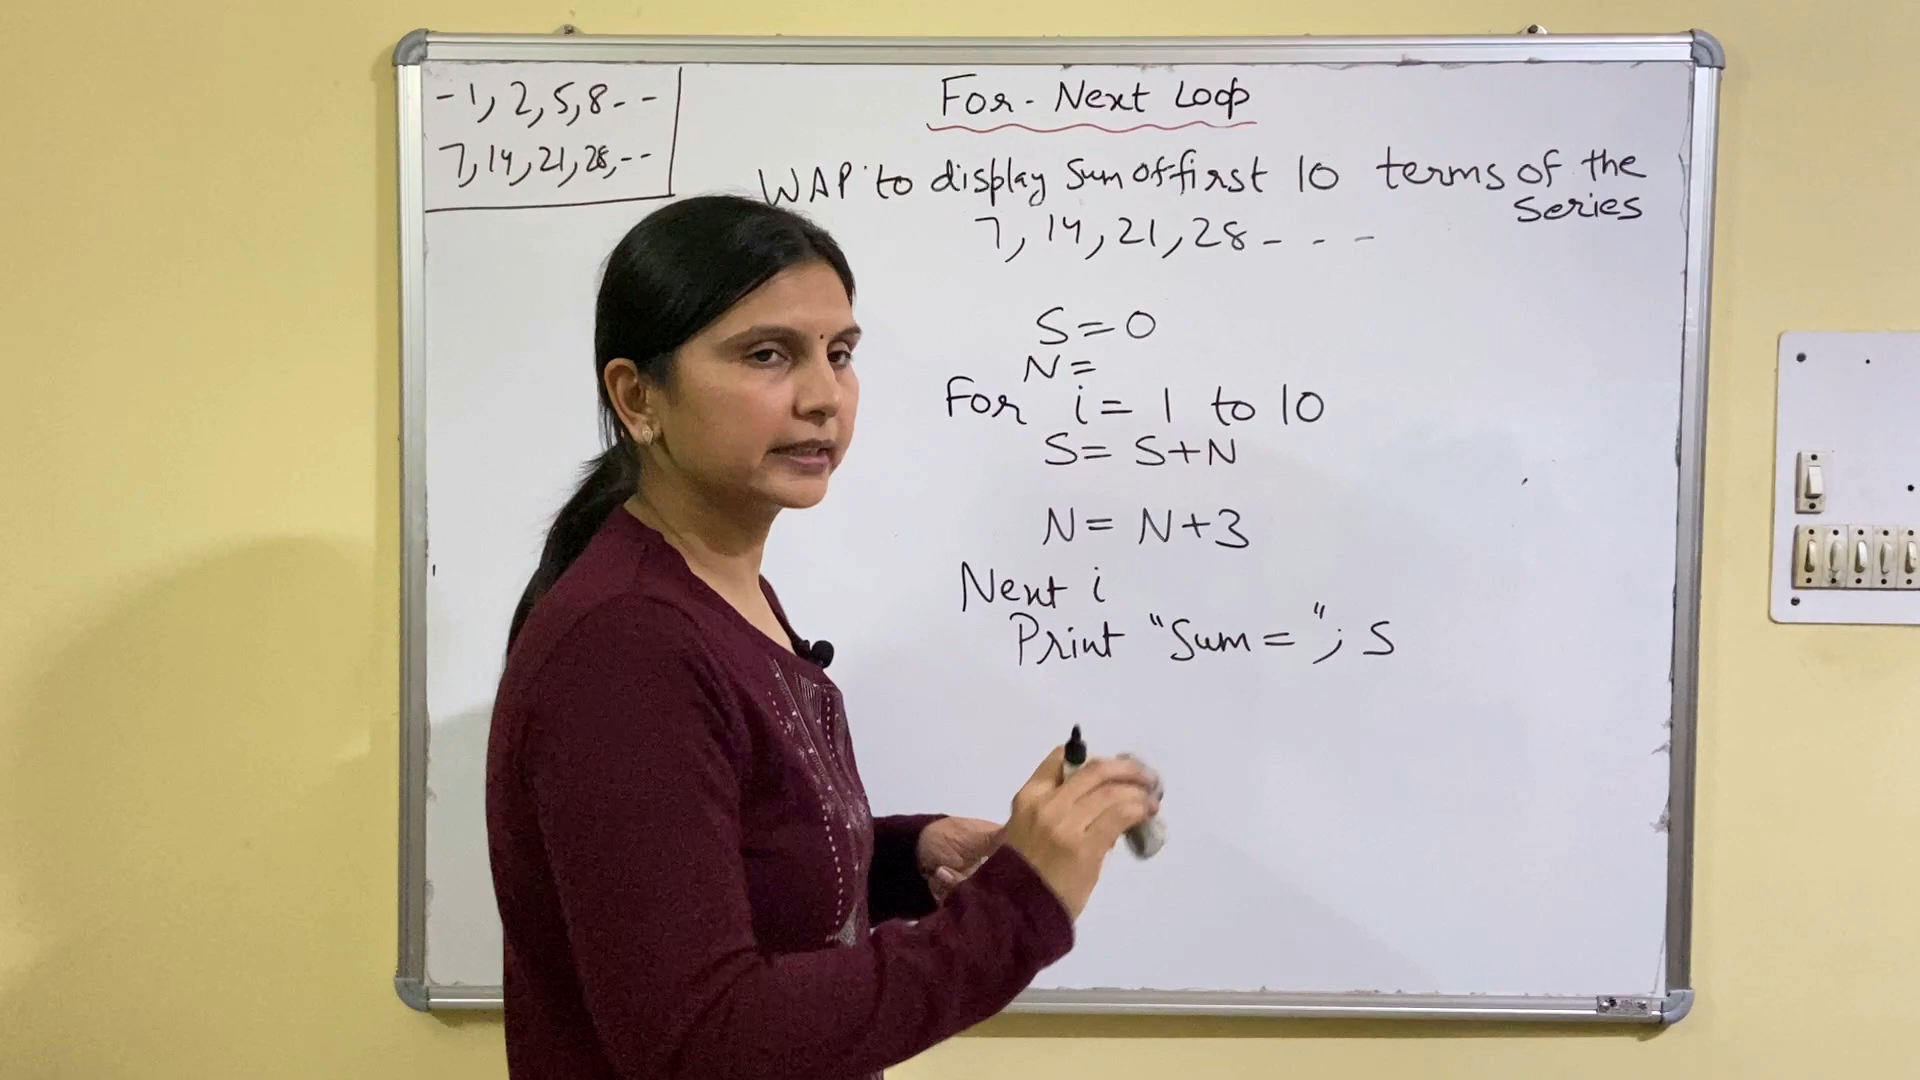 -1, 2, 5, 8 - -
7, 14, 21, 28, - -
For - Next Loop
WAP to display Sum of first 10 terms of the
series
7, 14, 21, 28 - - -
S = 0
N =
For i = 1 to 10
S = S + N
N = N + 3
Next i
Print "Sum = "; S